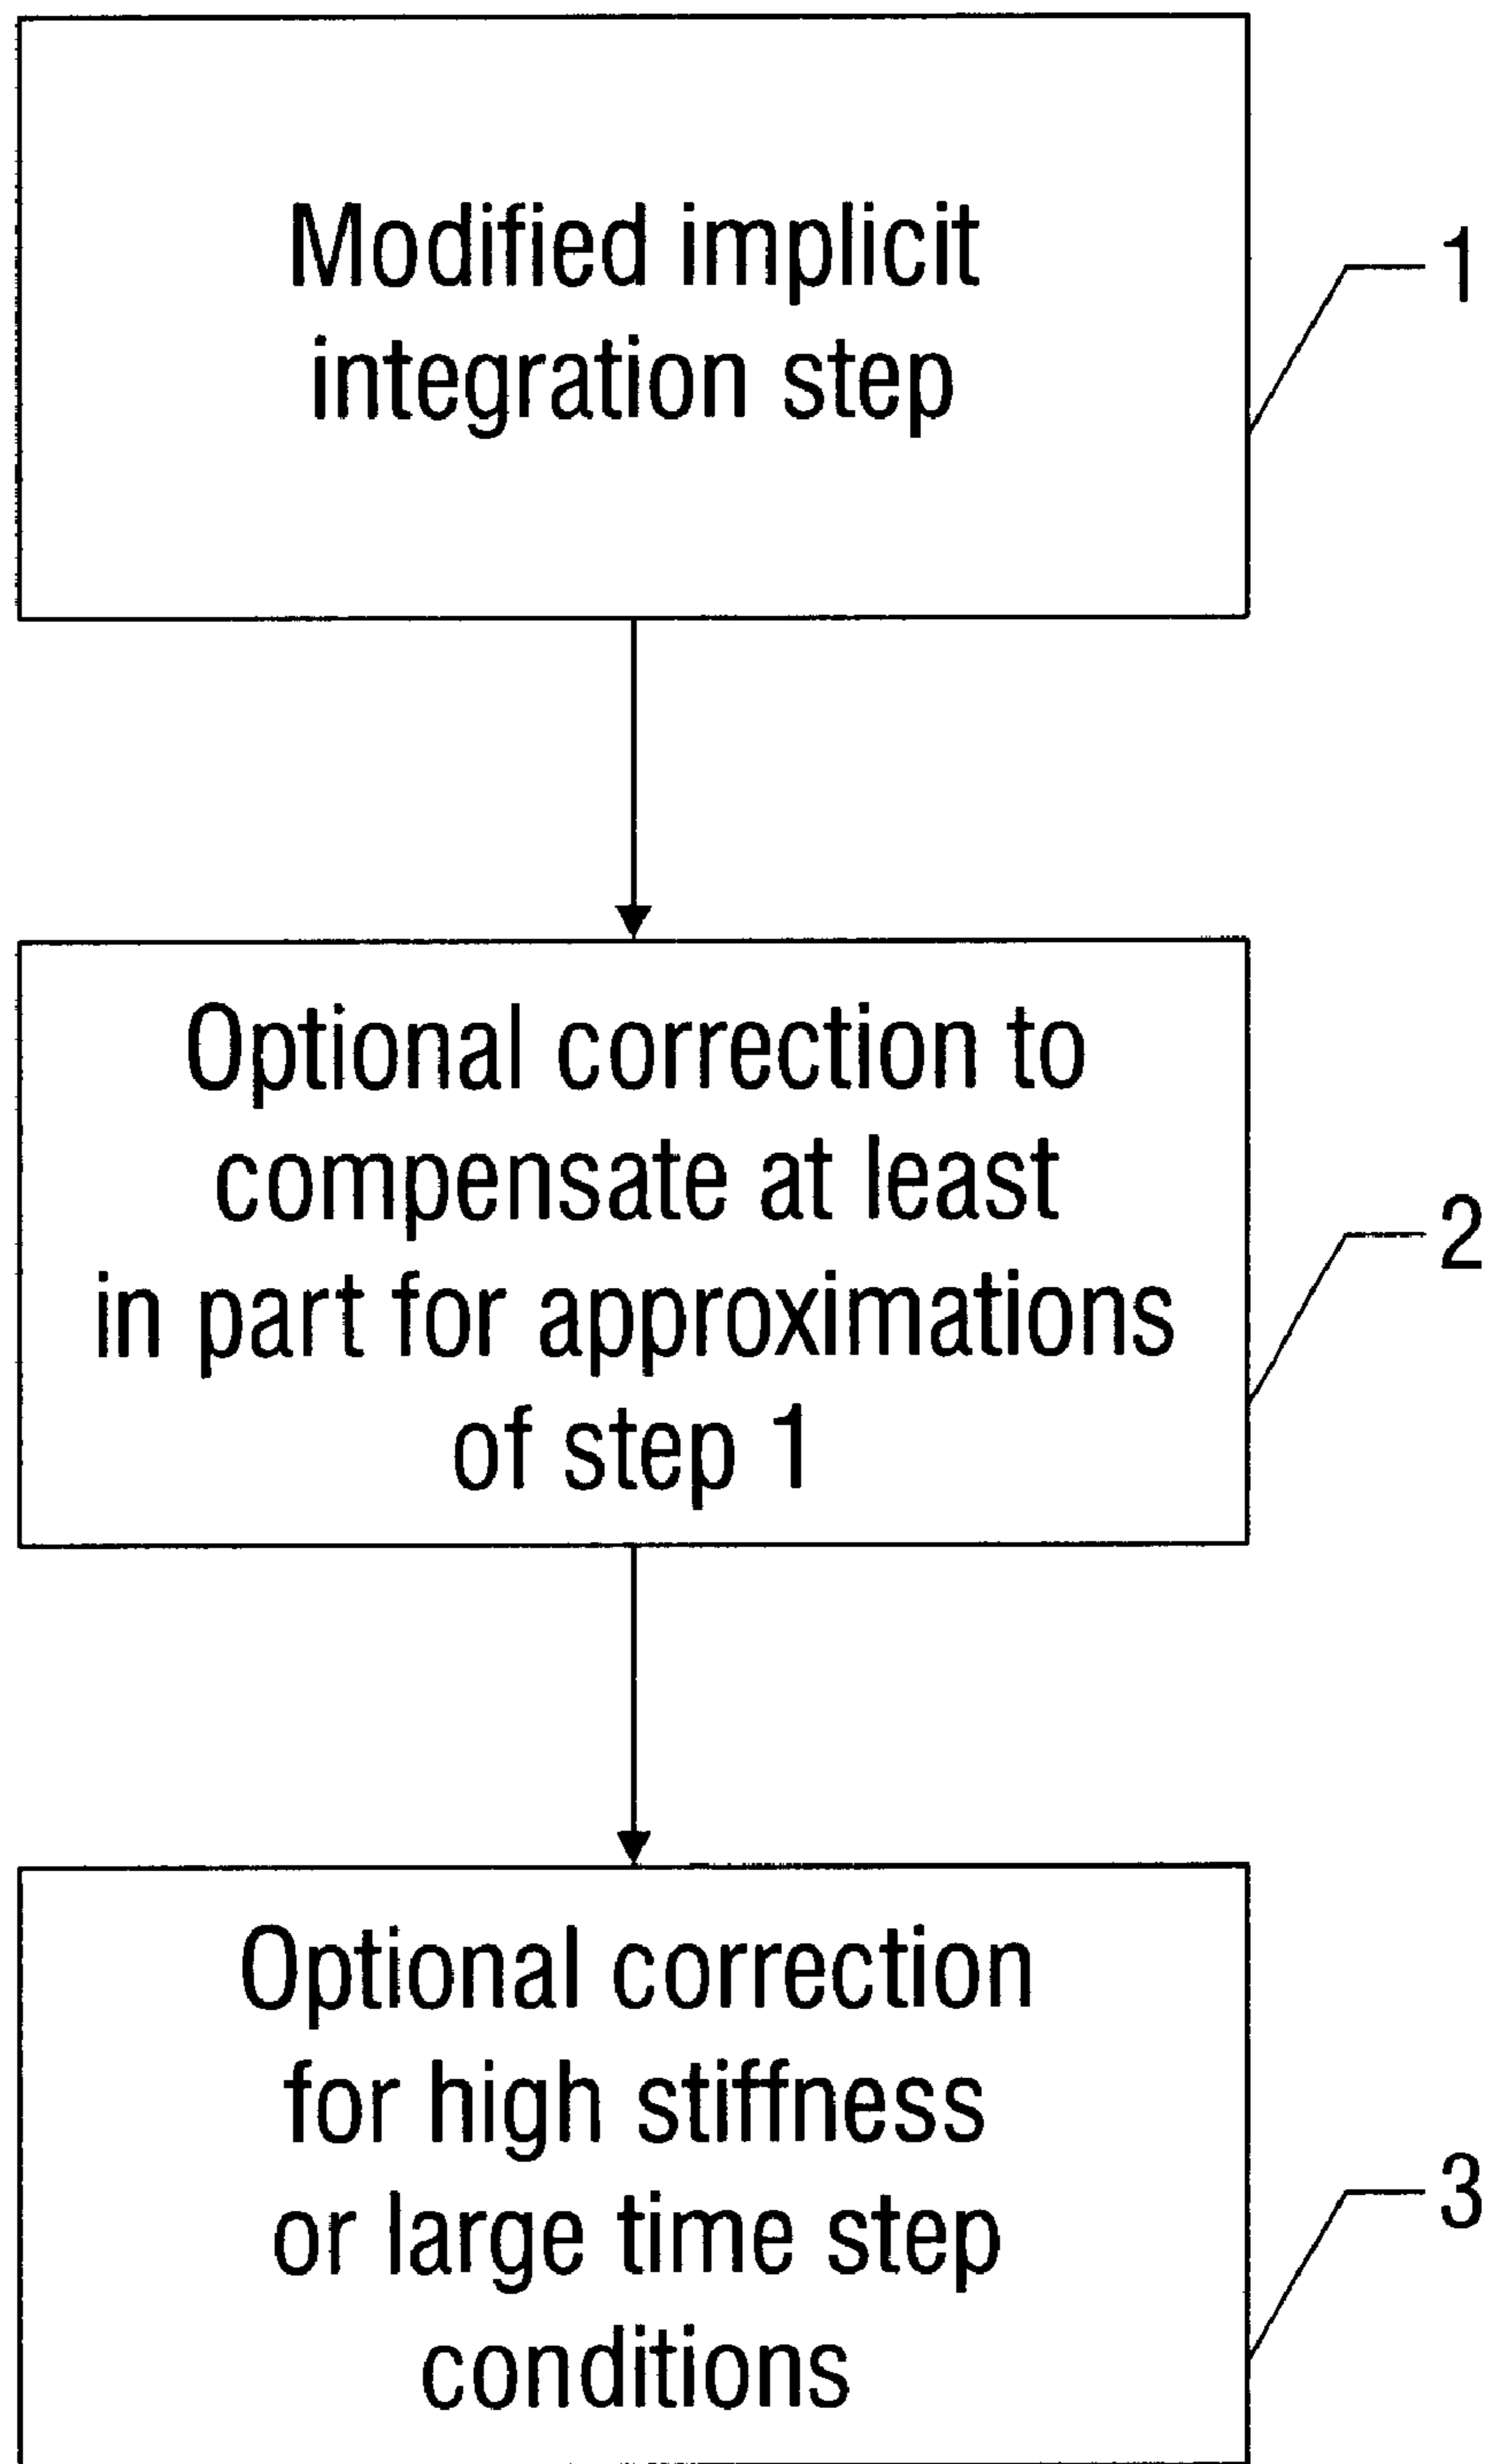 Modified implicit
integration step
1
Optional correction to
compensate at least
in part for approximations
of step 1
2
Optional correction
for high stiffness
or large time step
conditions
3